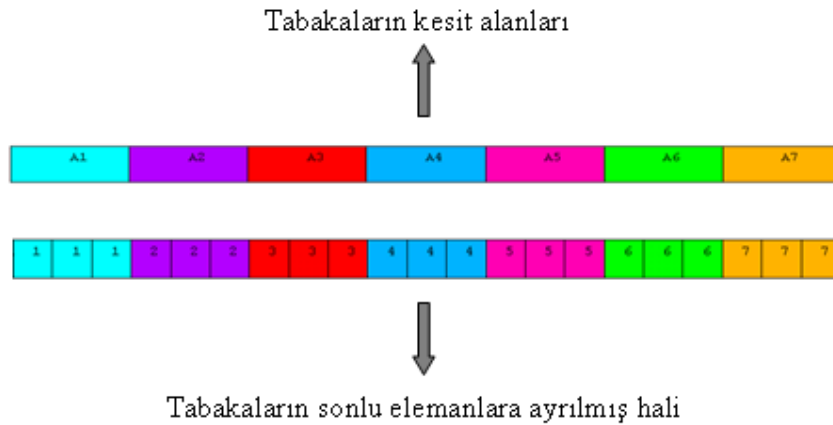 Tabakaların kesit alanları
A1 A2 A3 A4 A5 A6 A7
1 1 1 2 2 2 3 3 3 4 4 4 5 5 5 6 6 6 7 7 7
Tabakaların sonlu elemanlara ayrılmış hali